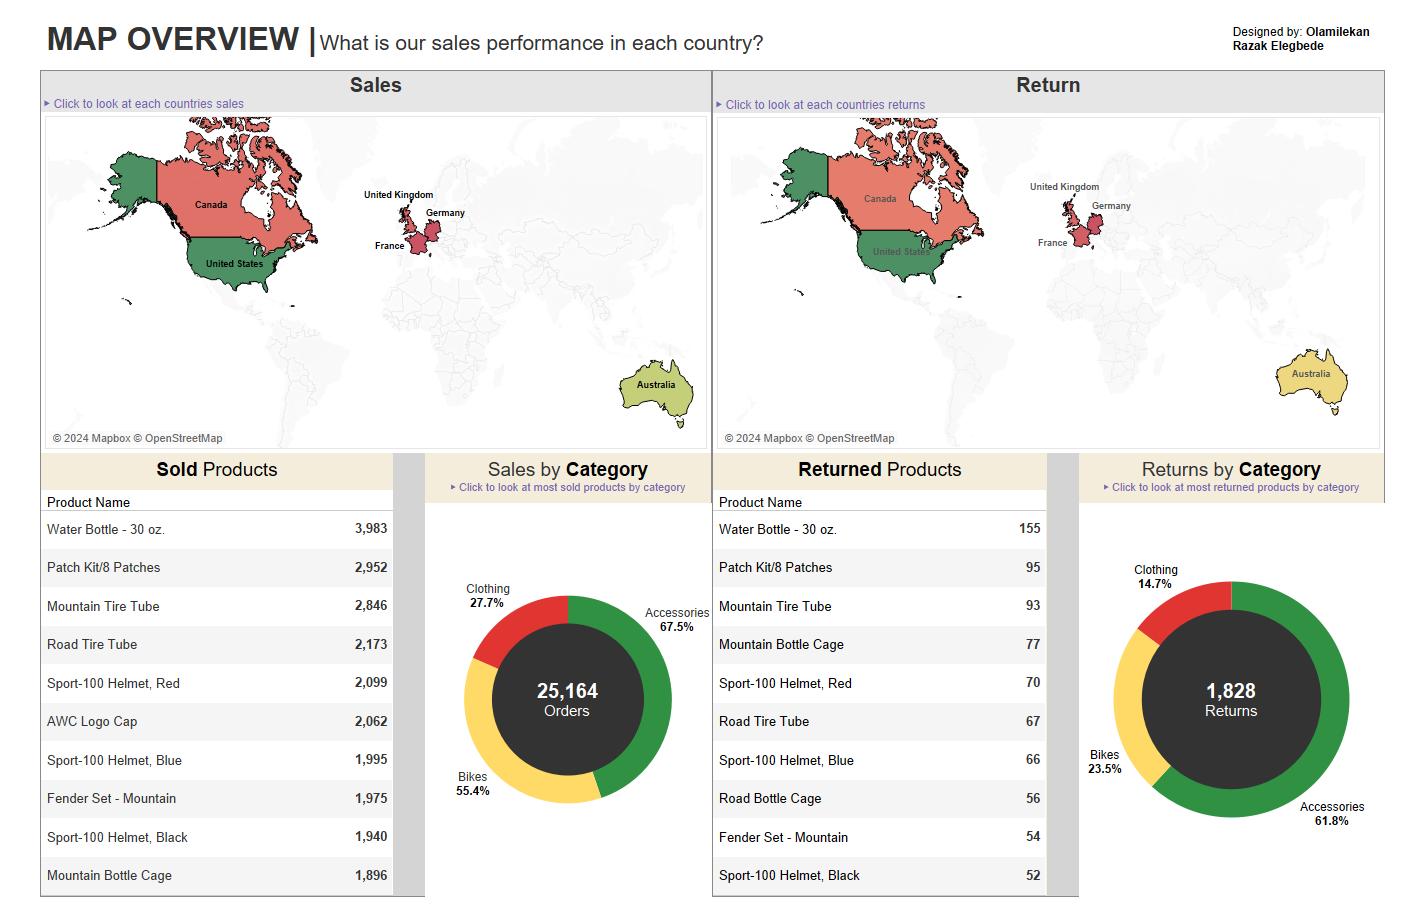 MAP OVERVIEW | What is our sales performance in each country?
Designed by: Olamilekan
Razak Elegbede
Sales
▸ Click to look at each countries sales
Canada
United States
United Kingdom
Germany
France
Australia
© 2024 Mapbox © OpenStreetMap
Return
▸ Click to look at each countries returns
Canada
United States
United Kingdom
Germany
France
Australia
© 2024 Mapbox © OpenStreetMap
Sold Products
Product Name
Water Bottle - 30 oz. 3,983
Patch Kit/8 Patches 2,952
Mountain Tire Tube 2,846
Road Tire Tube 2,173
Sport-100 Helmet, Red 2,099
AWC Logo Cap 2,062
Sport-100 Helmet, Blue 1,995
Fender Set - Mountain 1,975
Sport-100 Helmet, Black 1,940
Mountain Bottle Cage 1,896
Sales by Category
▸ Click to look at most sold products by category
Clothing
27.7%
Accessories
67.5%
25,164
Orders
Bikes
55.4%
Returned Products
Product Name
Water Bottle - 30 oz. 155
Patch Kit/8 Patches 95
Mountain Tire Tube 93
Mountain Bottle Cage 77
Sport-100 Helmet, Red 70
Road Tire Tube 67
Sport-100 Helmet, Blue 66
Road Bottle Cage 56
Fender Set - Mountain 54
Sport-100 Helmet, Black 52
Returns by Category
▸ Click to look at most returned products by category
Clothing
14.7%
1,828
Returns
Bikes
23.5%
Accessories
61.8%